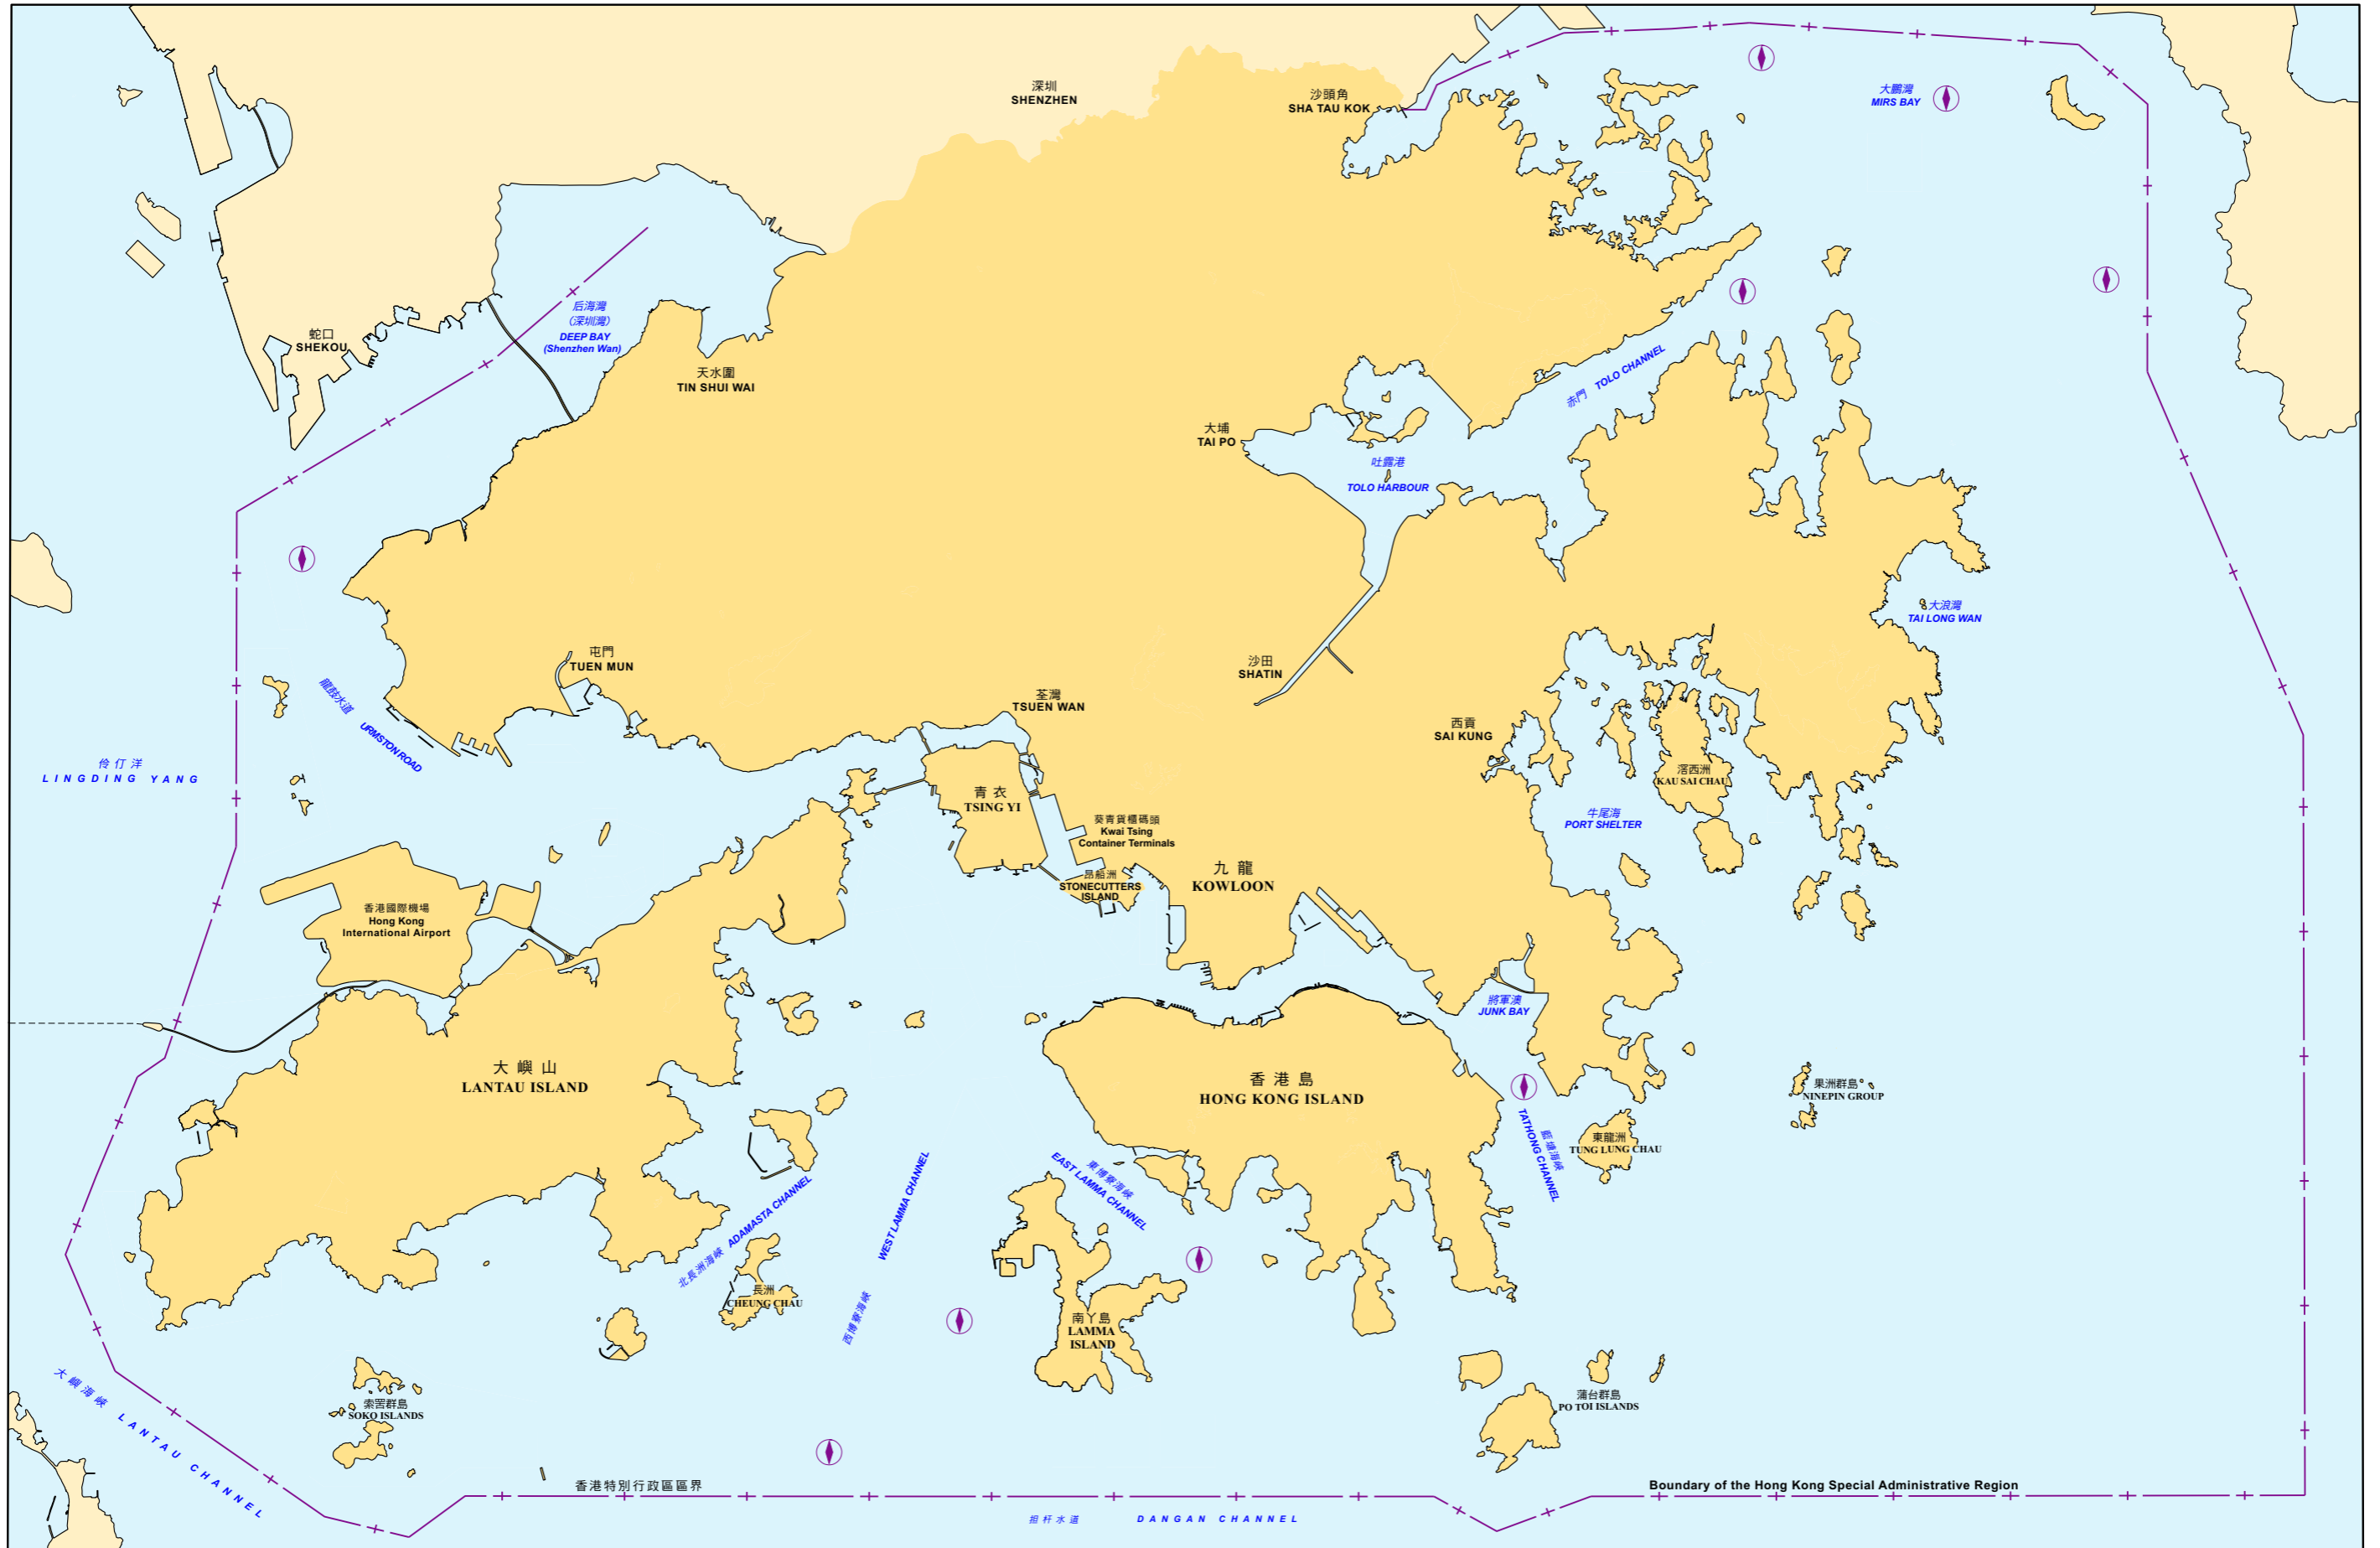 深圳
SHENZHEN
沙頭角
SHA TAU KOK
大鵬灣
MIRS BAY
后海灣
(深圳灣)
DEEP BAY
(Shenzhen Wan)
蛇口
SHEKOU
天水圍
TIN SHUI WAI
赤門 TOLO CHANNEL
大埔
TAI PO
吐露港
TOLO HARBOUR
大浪灣
TAI LONG WAN
屯門
TUEN MUN
沙田
SHATIN
荃灣
TSUEN WAN
西貢
SAI KUNG
龍鼓水道 URMSTON ROAD
伶仃洋
LINGDING YANG
滘西洲
KAU SAI CHAU
青衣
TSING YI
牛尾海
PORT SHELTER
葵青貨櫃碼頭
Kwai Tsing
Container Terminals
九龍
KOWLOON
昂船洲
STONECUTTERS
ISLAND
香港國際機場
Hong Kong
International Airport
將軍澳
JUNK BAY
大嶼山
LANTAU ISLAND
香港島
HONG KONG ISLAND
果洲群島
NINEPIN GROUP
東龍洲
TUNG LUNG CHAU
藍塘海峽
TATHONG CHANNEL
東博寮海峽
EAST LAMMA CHANNEL
西博寮海峽 WEST LAMMA CHANNEL
北長洲海峽 ADAMASTA CHANNEL
長洲
CHEUNG CHAU
南丫島
LAMMA
ISLAND
索罟群島
SOKO ISLANDS
蒲台群島
PO TOI ISLANDS
大嶼海峽 LANTAU CHANNEL
香港特別行政區區界
Boundary of the Hong Kong Special Administrative Region
担杆水道 DANGAN CHANNEL